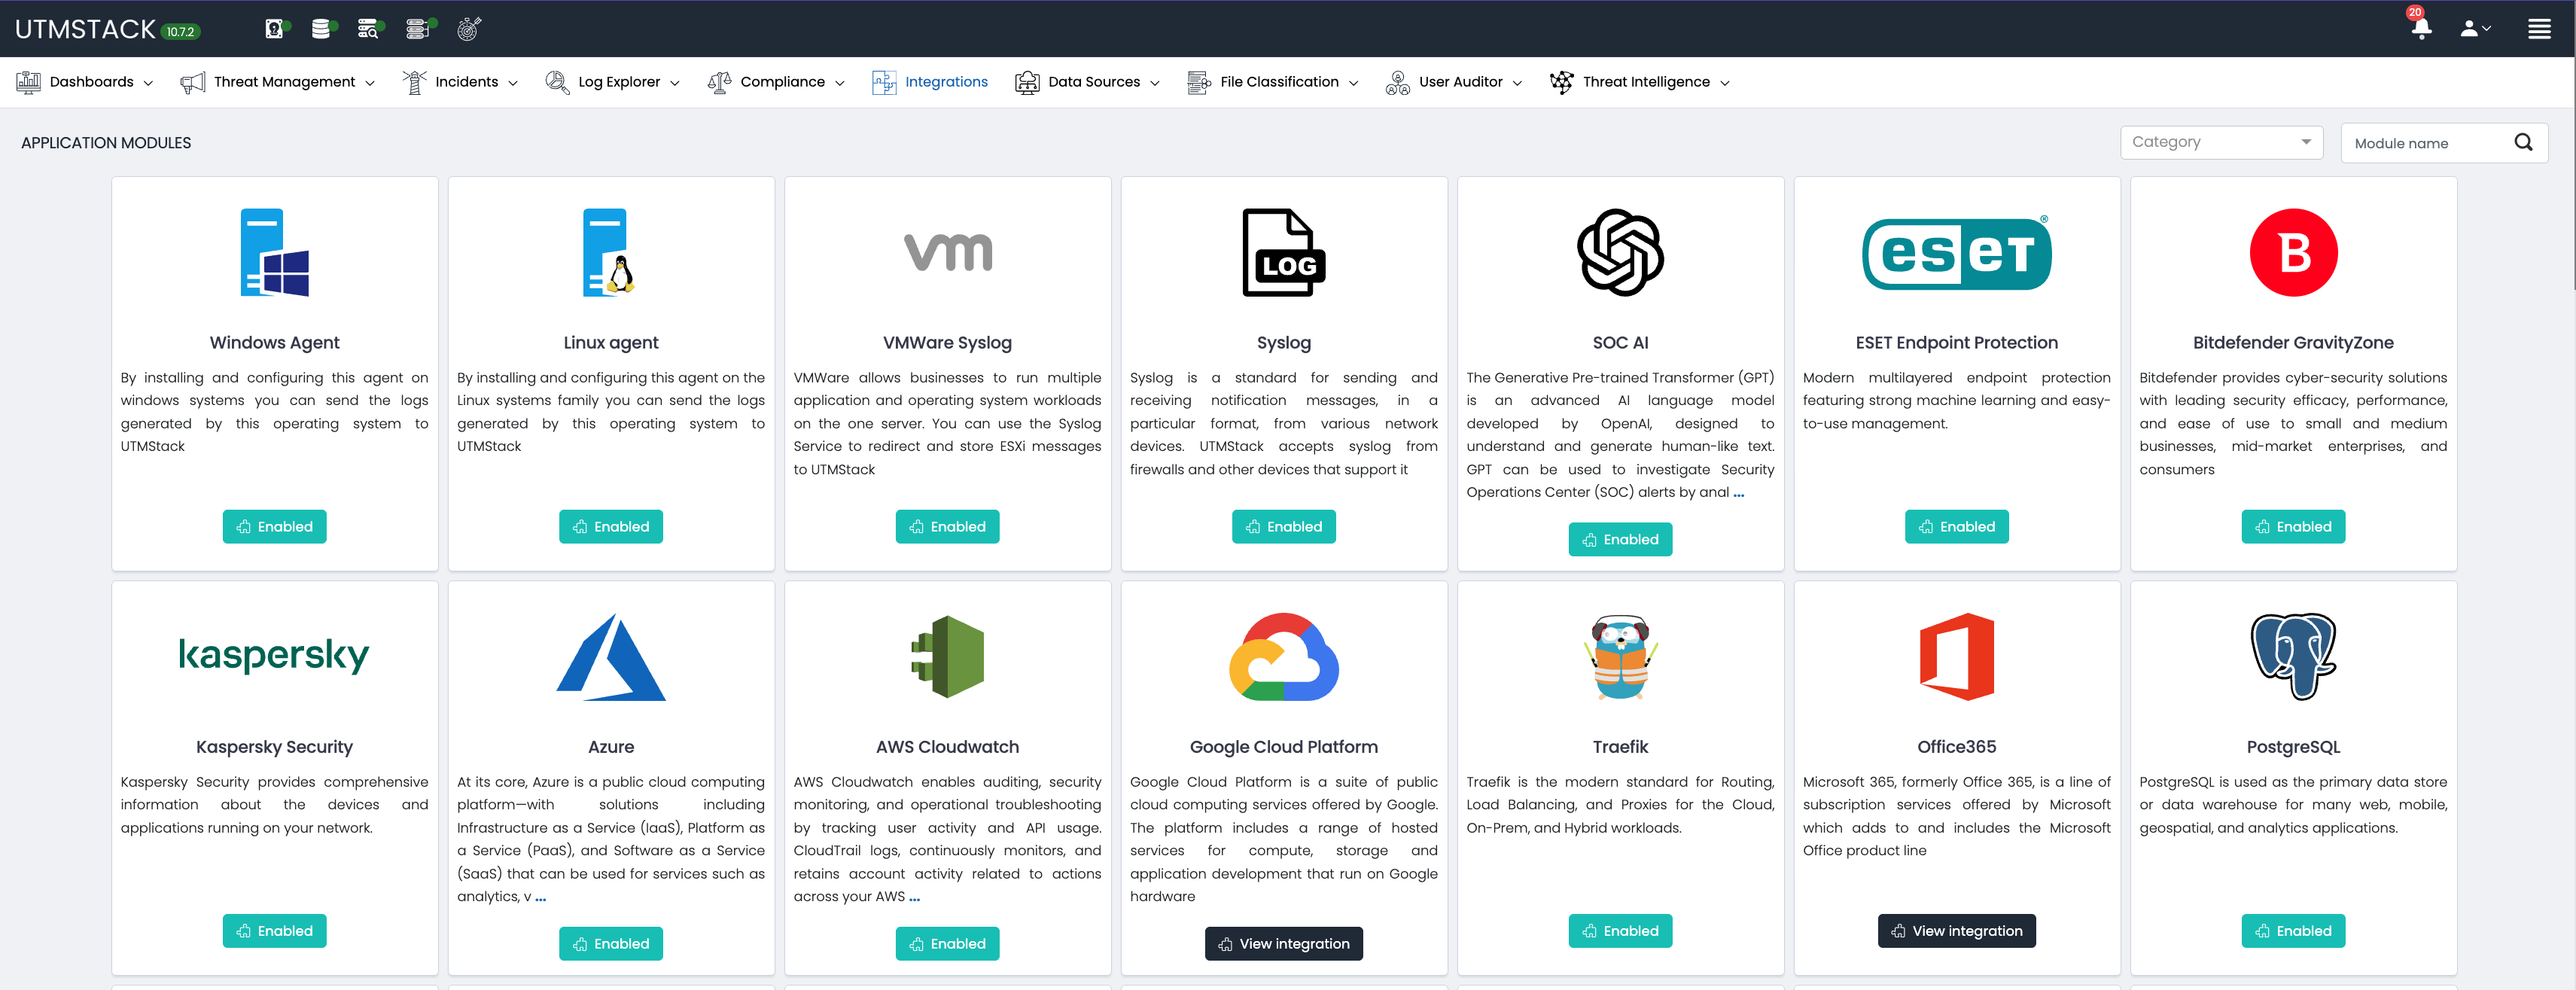 UTMSTACK 10.7.2
20
Dashboards Threat Management Incidents Log Explorer Compliance Integrations Data Sources File Classification User Auditor Threat Intelligence
APPLICATION MODULES
Category
Module name
Windows Agent
By installing and configuring this agent on
windows systems you can send the logs
generated by this operating system to
UTMStack
Enabled
Linux agent
By installing and configuring this agent on the
Linux systems family you can send the logs
generated by this operating system to
UTMStack
Enabled
vm
VMWare Syslog
VMWare allows businesses to run multiple
application and operating system workloads
on the one server. You can use the Syslog
Service to redirect and store ESXi messages
to UTMStack
Enabled
LOG
Syslog
Syslog is a standard for sending and
receiving notification messages, in a
particular format, from various network
devices. UTMStack accepts syslog from
firewalls and other devices that support it
Enabled
SOC AI
The Generative Pre-trained Transformer (GPT)
is an advanced AI language model
developed by OpenAI, designed to
understand and generate human-like text.
GPT can be used to investigate Security
Operations Center (SOC) alerts by anal ...
Enabled
eseT®
ESET Endpoint Protection
Modern multilayered endpoint protection
featuring strong machine learning and easy-
to-use management.
Enabled
B
Bitdefender GravityZone
Bitdefender provides cyber-security solutions
with leading security efficacy, performance,
and ease of use to small and medium
businesses, mid-market enterprises, and
consumers
Enabled
kaspersky
Kaspersky Security
Kaspersky Security provides comprehensive
information about the devices and
applications running on your network.
Enabled
Azure
At its core, Azure is a public cloud computing
platform—with solutions including
Infrastructure as a Service (IaaS), Platform as
a Service (PaaS), and Software as a Service
(SaaS) that can be used for services such as
analytics, v ...
Enabled
AWS Cloudwatch
AWS Cloudwatch enables auditing, security
monitoring, and operational troubleshooting
by tracking user activity and API usage.
CloudTrail logs, continuously monitors, and
retains account activity related to actions
across your AWS ...
Enabled
Google Cloud Platform
Google Cloud Platform is a suite of public
cloud computing services offered by Google.
The platform includes a range of hosted
services for compute, storage and
application development that run on Google
hardware
View integration
Traefik
Traefik is the modern standard for Routing,
Load Balancing, and Proxies for the Cloud,
On-Prem, and Hybrid workloads.
Enabled
Office365
Microsoft 365, formerly Office 365, is a line of
subscription services offered by Microsoft
which adds to and includes the Microsoft
Office product line
View integration
PostgreSQL
PostgreSQL is used as the primary data store
or data warehouse for many web, mobile,
geospatial, and analytics applications.
Enabled